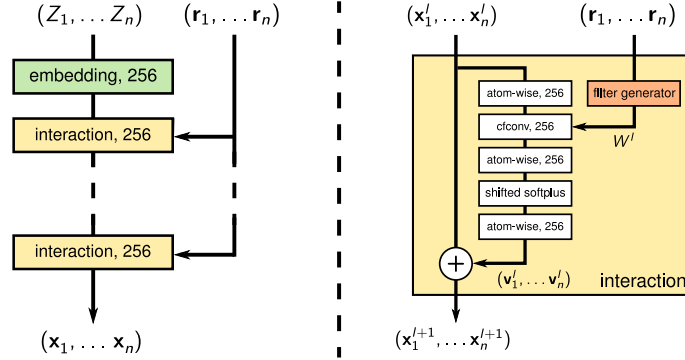 (Z₁, … Zₙ)
(r₁, … rₙ)
embedding, 256
interaction, 256
interaction, 256
(x₁, … xₙ)
(x₁ˡ, … xₙˡ)
(r₁, … rₙ)
atom-wise, 256
filter generator
cfconv, 256
Wˡ
atom-wise, 256
shifted softplus
atom-wise, 256
+
(v₁ˡ, … vₙˡ)
interaction
(x₁ˡ⁺¹, … xₙˡ⁺¹)